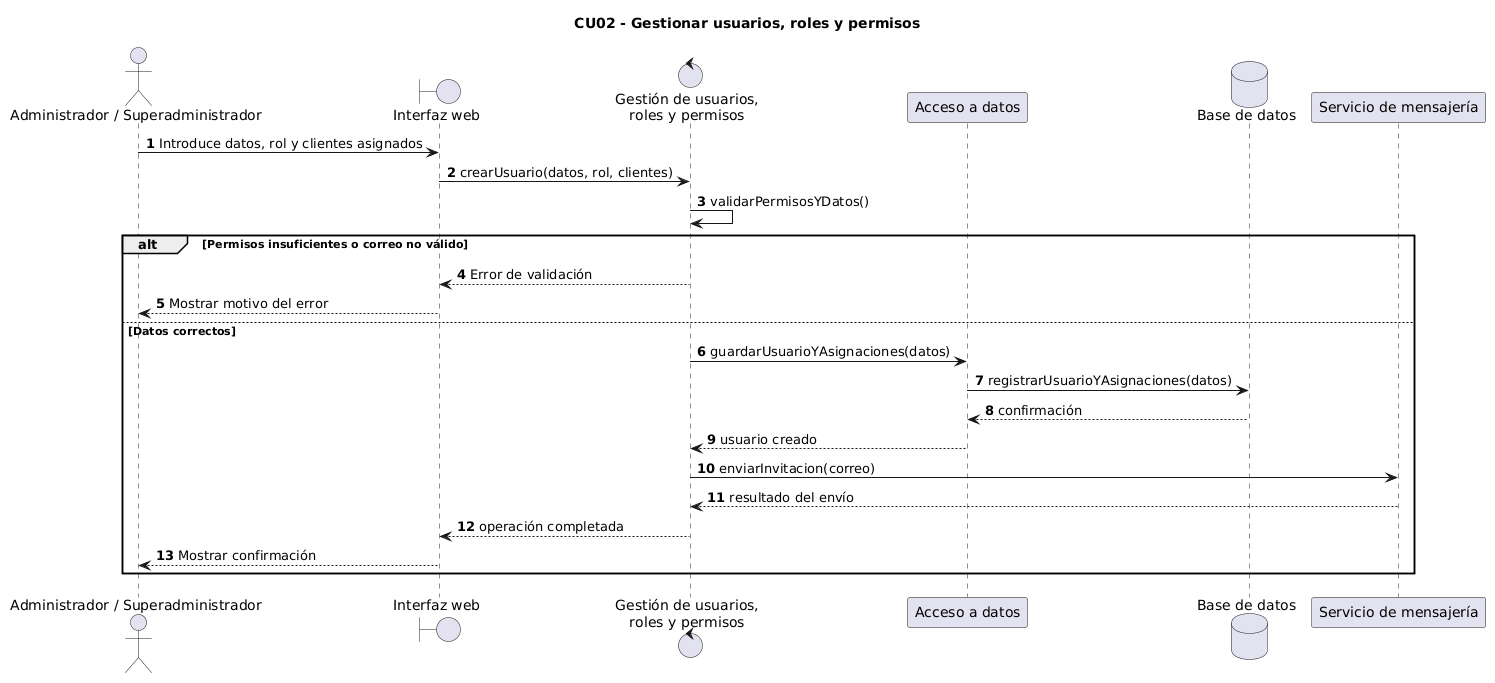 CU02 - Gestionar usuarios, roles y permisos
Administrador / Superadministrador
Interfaz web
Gestión de usuarios,
roles y permisos
Acceso a datos
Base de datos
Servicio de mensajería
1 Introduce datos, rol y clientes asignados
2 crearUsuario(datos, rol, clientes)
3 validarPermisosYDatos()
alt [Permisos insuficientes o correo no válido]
4 Error de validación
5 Mostrar motivo del error
[Datos correctos]
6 guardarUsuarioYAsignaciones(datos)
7 registrarUsuarioYAsignaciones(datos)
8 confirmación
9 usuario creado
10 enviarInvitacion(correo)
11 resultado del envío
12 operación completada
13 Mostrar confirmación
Administrador / Superadministrador
Interfaz web
Gestión de usuarios,
roles y permisos
Acceso a datos
Base de datos
Servicio de mensajería